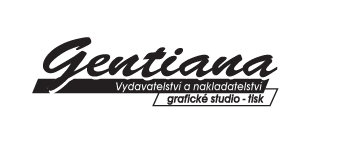 Gentiana
Vydavatelství a nakladatelství
grafické studio - tisk